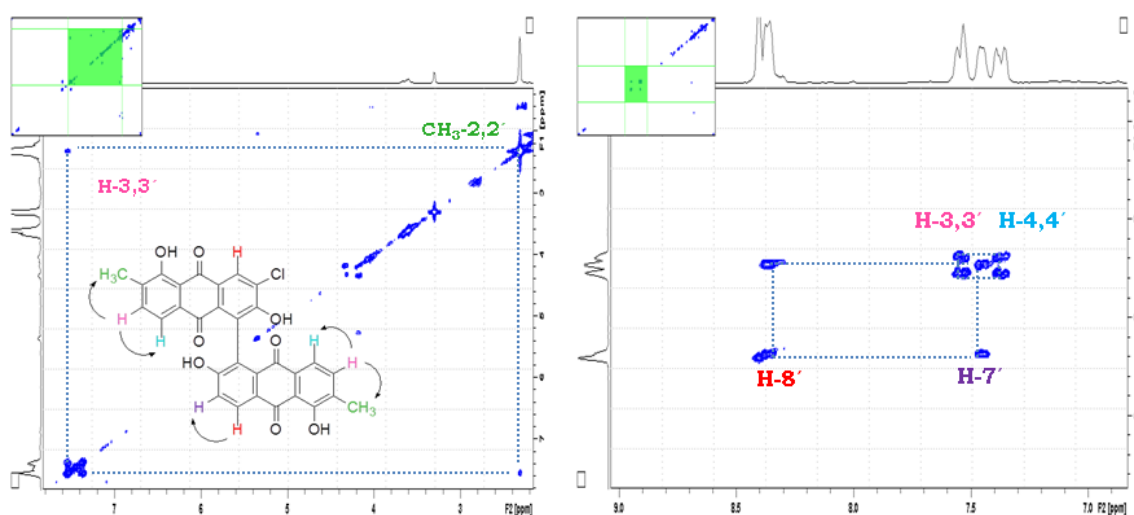 CH₃-2,2´
H-3,3´
OH
O
H
H₃C
Cl
H
OH
H
O
H
HO
O
H
H
CH₃
H
O
OH
7
6
5
4
3
F2 [ppm]
H-3,3´ H-4,4´
H-8´
H-7´
9.0
8.5
8.0
7.5
7.0
F2 [ppm]